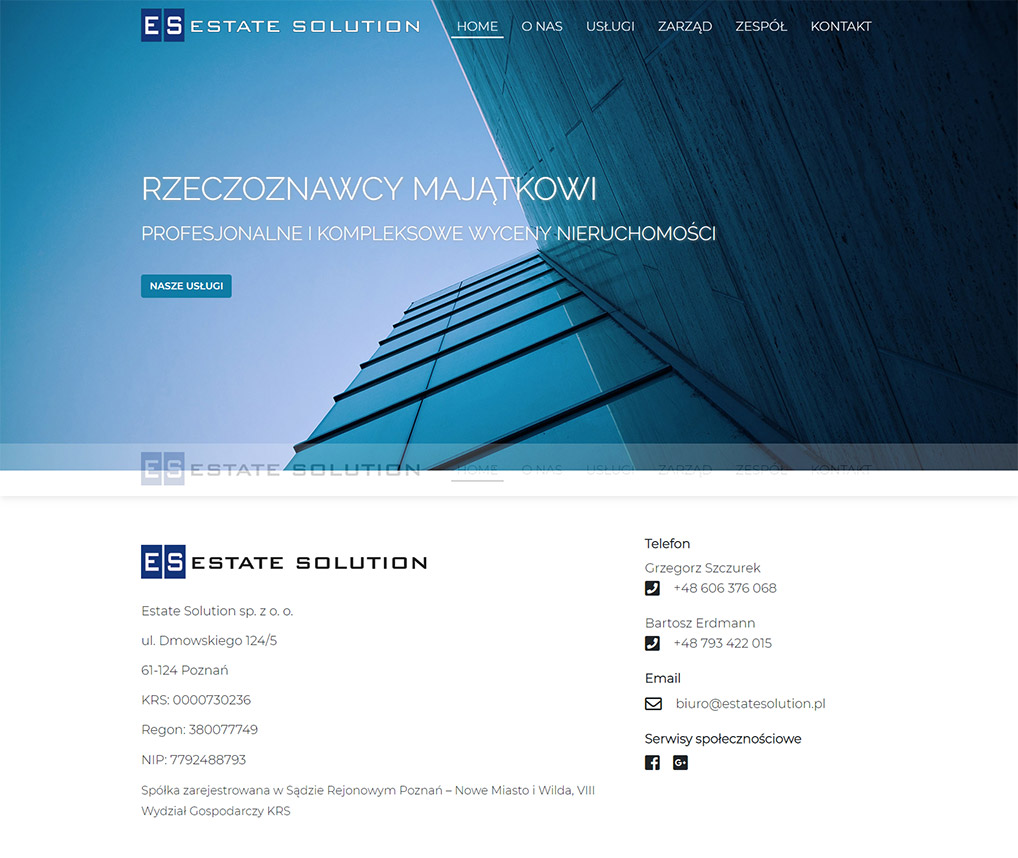 ES ESTATE SOLUTION HOME O NAS USŁUGI ZARZĄD ZESPÓŁ KONTAKT
RZECZOZNAWCY MAJĄTKOWI
PROFESJONALNE I KOMPLEKSOWE WYCENY NIERUCHOMOŚCI
NASZE USŁUGI
ES ESTATE SOLUTION HOME O NAS USŁUGI ZARZĄD ZESPÓŁ KONTAKT
ES ESTATE SOLUTION
Estate Solution sp. z o. o.
ul. Dmowskiego 124/5
61-124 Poznań
KRS: 0000730236
Regon: 380077749
NIP: 7792488793
Spółka zarejestrowana w Sądzie Rejonowym Poznań – Nowe Miasto i Wilda, VIII
Wydział Gospodarczy KRS
Telefon
Grzegorz Szczurek
+48 606 376 068
Bartosz Erdmann
+48 793 422 015
Email
biuro@estatesolution.pl
Serwisy społecznościowe